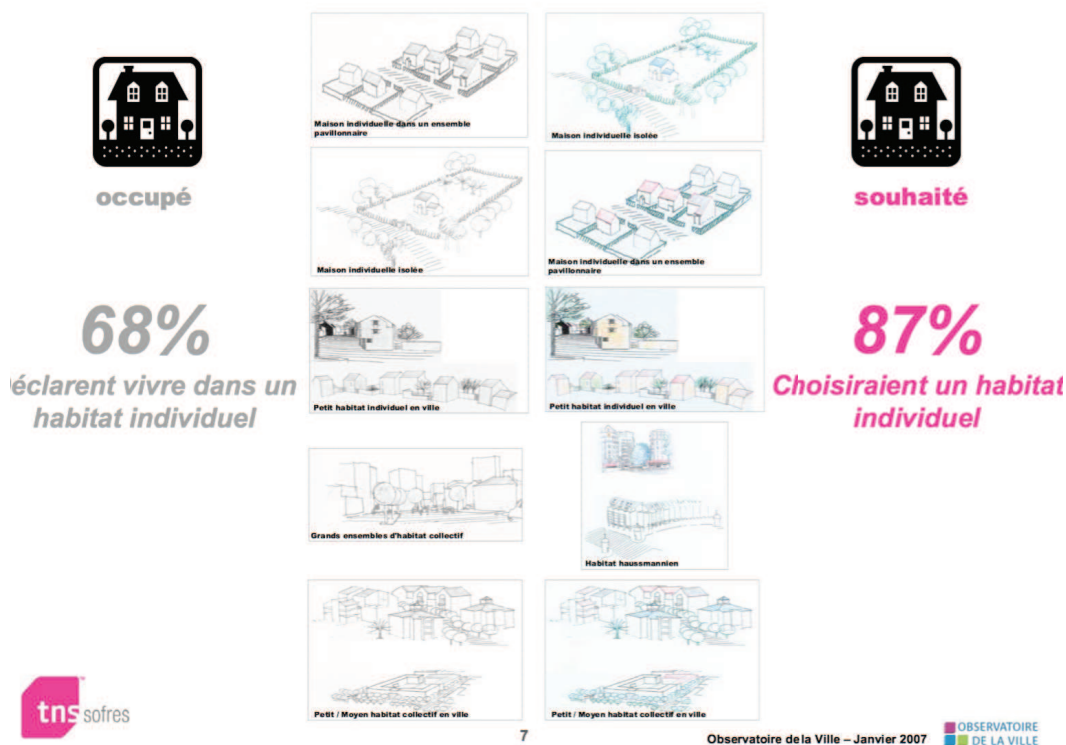 occupé
68%
éclarent vivre dans un
habitat individuel
Maison individuelle dans un ensemble
pavillonnaire
Maison individuelle isolée
Petit habitat individuel en ville
Grands ensembles d'habitat collectif
Petit / Moyen habitat collectif en ville
Maison individuelle isolée
Maison individuelle dans un ensemble
pavillonnaire
Petit habitat individuel en ville
Habitat haussmannien
Petit / Moyen habitat collectif en ville
souhaité
87%
Choisiraient un habitat
individuel
tns sofres
7
Observatoire de la Ville – Janvier 2007
OBSERVATOIRE
DE LA VILLE